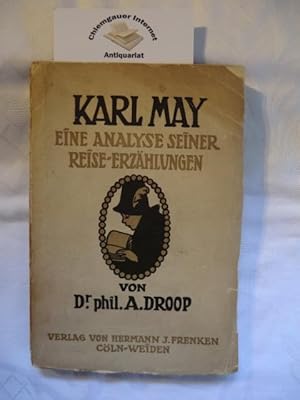 Chiemgauer Internet
Antiquariat
KARL MAY
EINE ANALYSE SEINER
REISE-ERZÄHLUNGEN
VON
Dr phil. A. DROOP
VERLAG VON HERMANN J. FRENKEN
CÖLN-WEIDEN